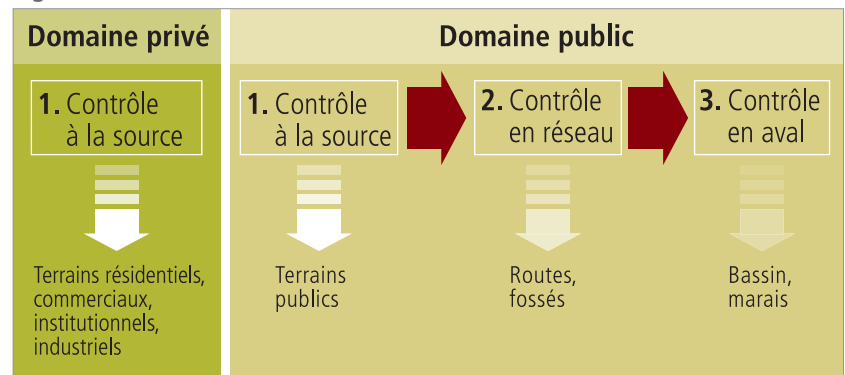 Domaine privé
Domaine public
1. Contrôle
à la source
1. Contrôle
à la source
2. Contrôle
en réseau
3. Contrôle
en aval
Terrains résidentiels,
commerciaux,
institutionnels,
industriels
Terrains
publics
Routes,
fossés
Bassin,
marais